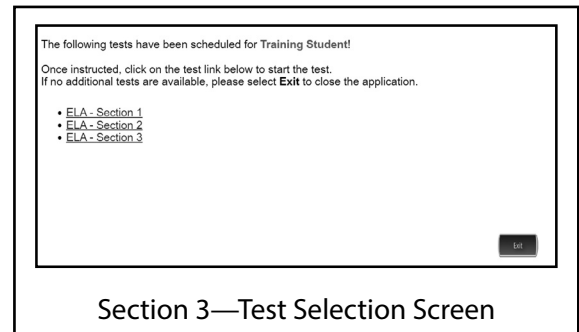 The following tests have been scheduled for Training Student!
Once instructed, click on the test link below to start the test.
If no additional tests are available, please select Exit to close the application.
• ELA - Section 1
• ELA - Section 2
• ELA - Section 3
Exit
Section 3—Test Selection Screen